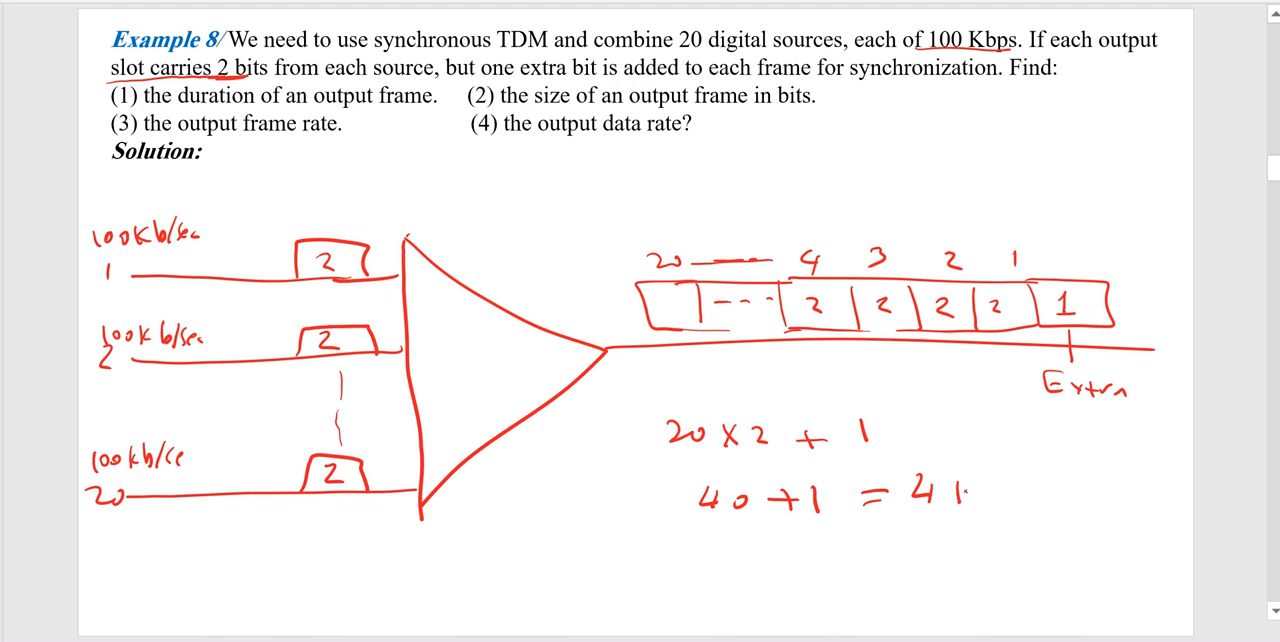 Example 8/ We need to use synchronous TDM and combine 20 digital sources, each of 100 Kbps. If each output
slot carries 2 bits from each source, but one extra bit is added to each frame for synchronization. Find:
(1) the duration of an output frame. (2) the size of an output frame in bits.
(3) the output frame rate. (4) the output data rate?
Solution:
100Kb/sec
1 2
100K b/sec
2 2
100kb/se
20 2
20 4 3 2 1
--- 2 2 2 2 1
Extra
20 x 2 + 1
40 + 1 = 41